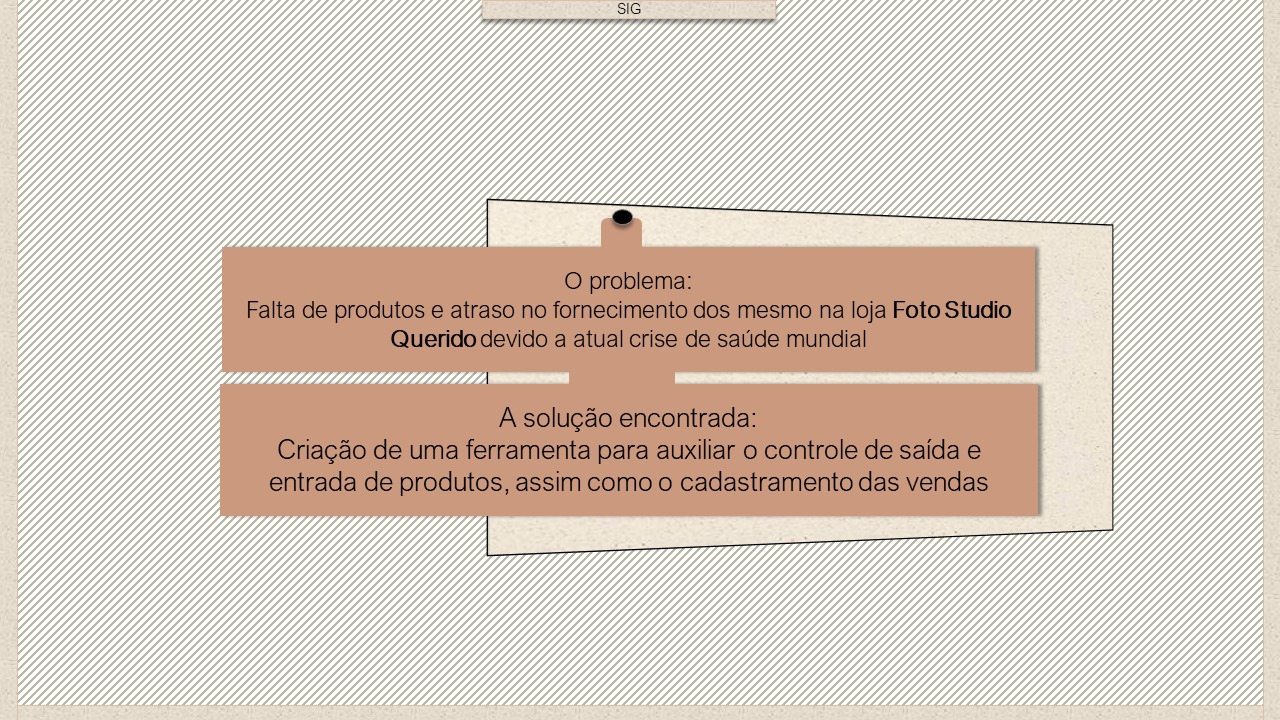 SIG
O problema:
Falta de produtos e atraso no fornecimento dos mesmo na loja Foto Studio
Querido devido a atual crise de saúde mundial
A solução encontrada:
Criação de uma ferramenta para auxiliar o controle de saída e
entrada de produtos, assim como o cadastramento das vendas